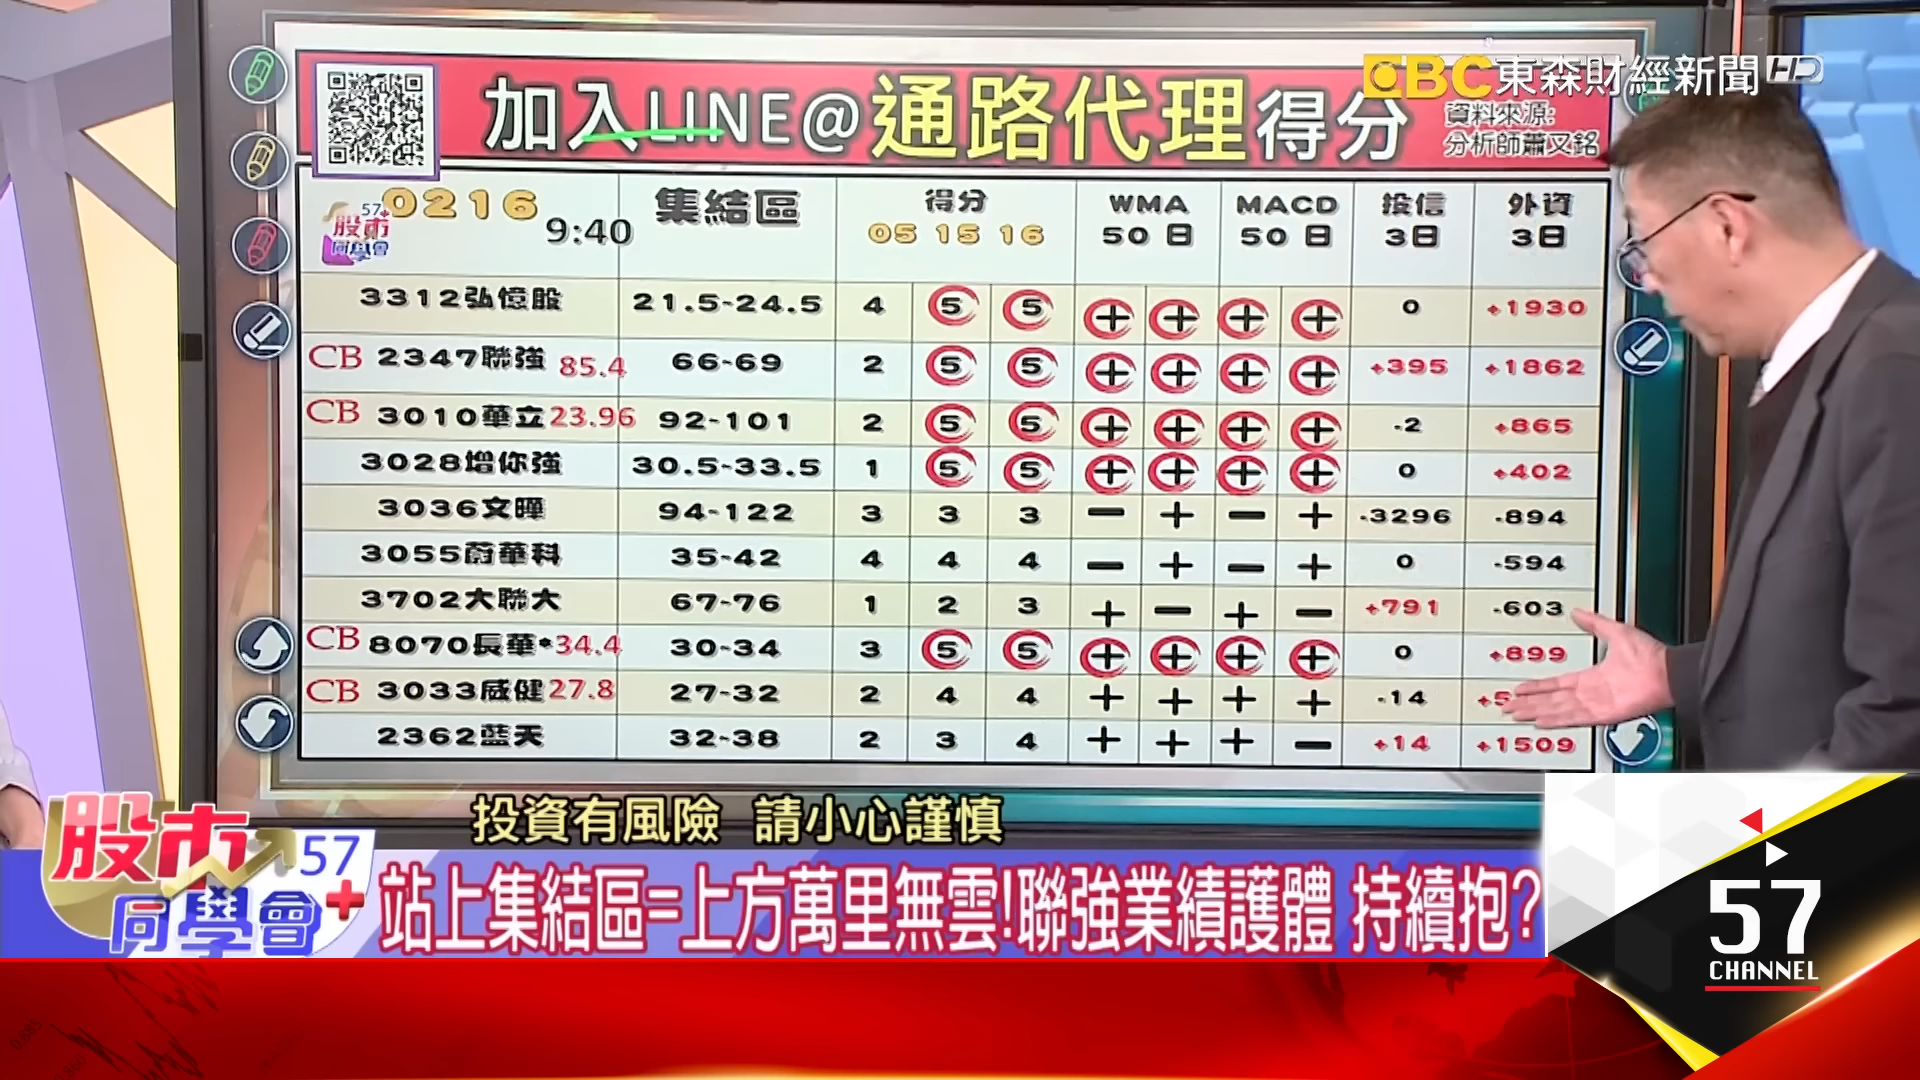 EBC東森財經新聞HD
加入LINE@通路代理得分
資料來源:
分析師蕭又銘
57 股市同學會 0216 9:40 集結區 得分 05 15 16 WMA 50日 MACD 50日 投信 3日 外資 3日
3312弘憶股 21.5-24.5 4 5 5 + + + + 0 +1930
CB 2347聯強 85.4 66-69 2 5 5 + + + + +395 +1862
CB 3010華立 23.96 92-101 2 5 5 + + + + -2 +865
3028增你強 30.5-33.5 1 5 5 + + + + 0 +402
3036文曄 94-122 3 3 3 - + - + -3296 -894
3055蔚華科 35-42 4 4 4 - + - + 0 -594
3702大聯大 67-76 1 2 3 + - + - +791 -603
CB 8070長華* 34.4 30-34 3 5 5 + + + + 0 +899
CB 3033威健 27.8 27-32 2 4 4 + + + + -14
2362藍天 32-38 2 3 4 + + + - +14 +1509
投資有風險 請小心謹慎
股市同學會 57+
站上集結區=上方萬里無雲!聯強業績護體 持續抱?
57
CHANNEL